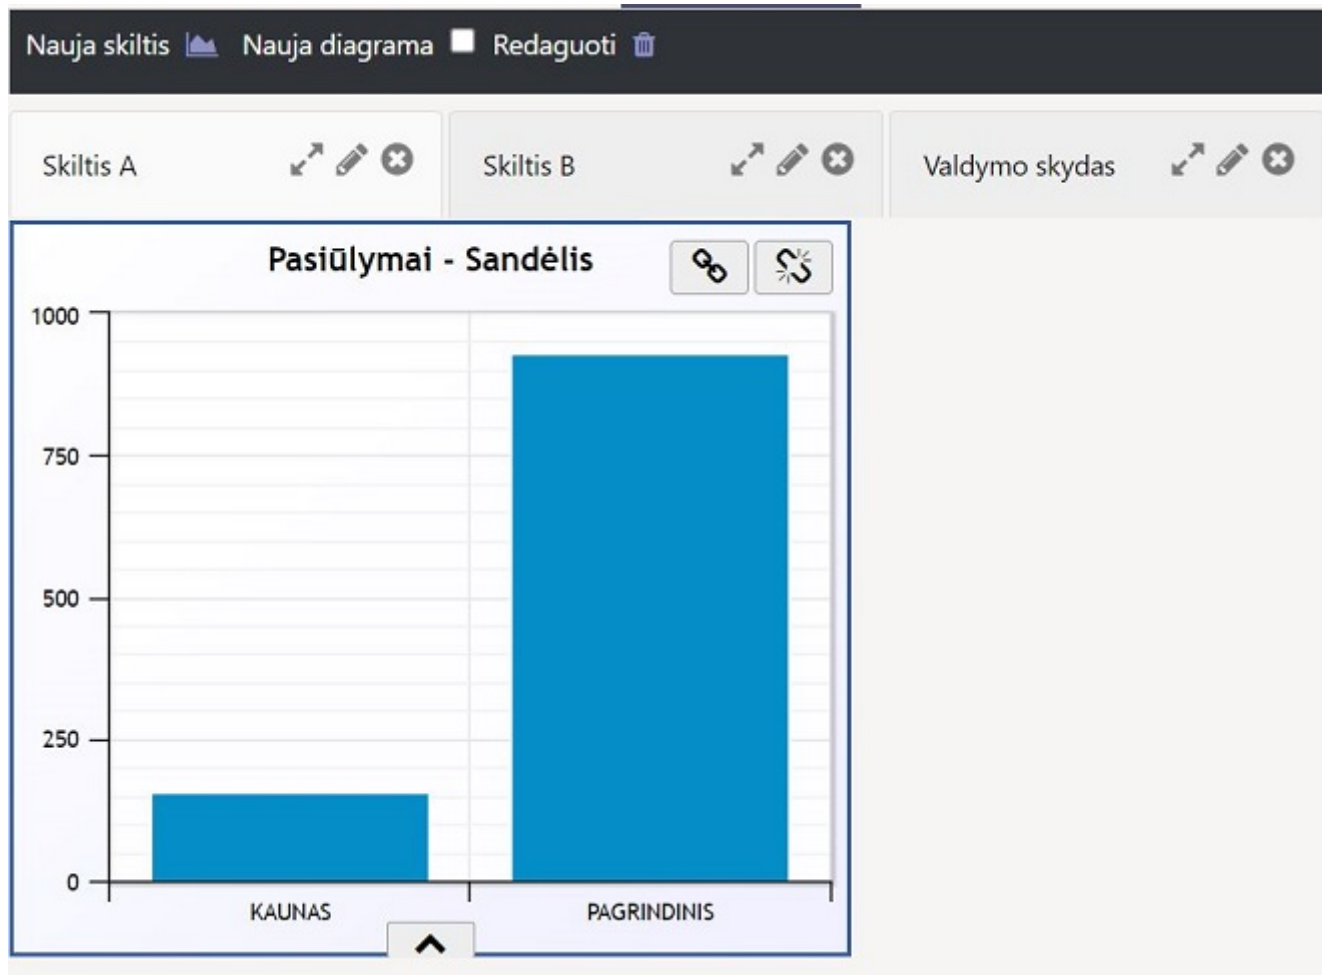 Nauja skiltis Nauja diagrama Redaguoti
Skiltis A Skiltis B Valdymo skydas
Pasiūlymai - Sandėlis
1000
750
500
250
0
KAUNAS PAGRINDINIS